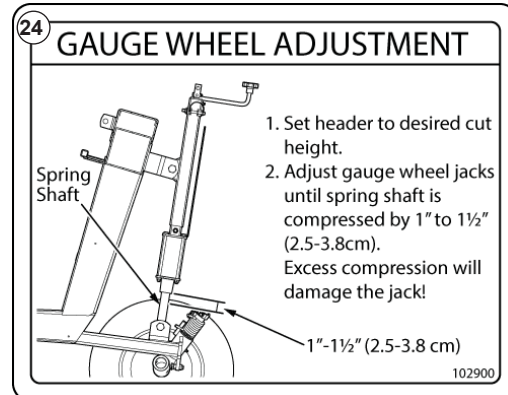 24
GAUGE WHEEL ADJUSTMENT
1. Set header to desired cut
height.
2. Adjust gauge wheel jacks
until spring shaft is
compressed by 1” to 1½”
(2.5-3.8cm).
Excess compression will
damage the jack!
Spring
Shaft
1”-1½” (2.5-3.8 cm)
102900